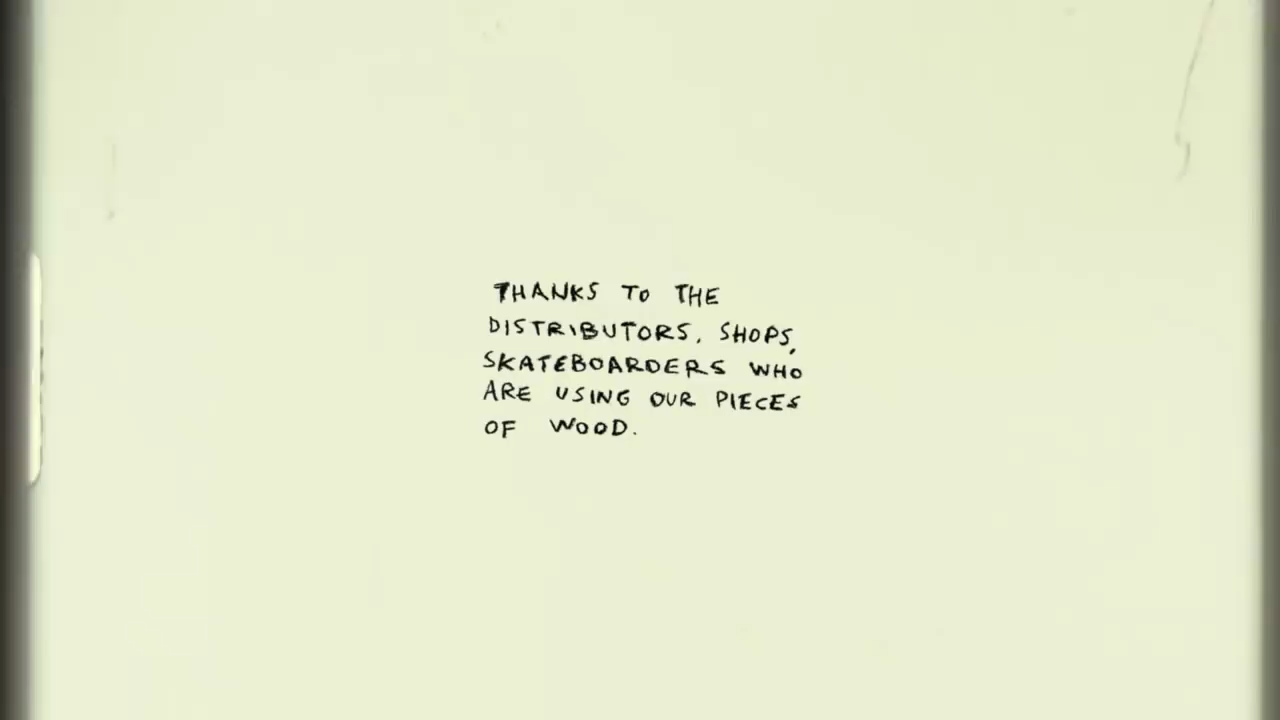 THANKS TO THE
DISTRIBUTORS, SHOPS,
SKATEBOARDERS WHO
ARE USING OUR PIECES
OF WOOD.